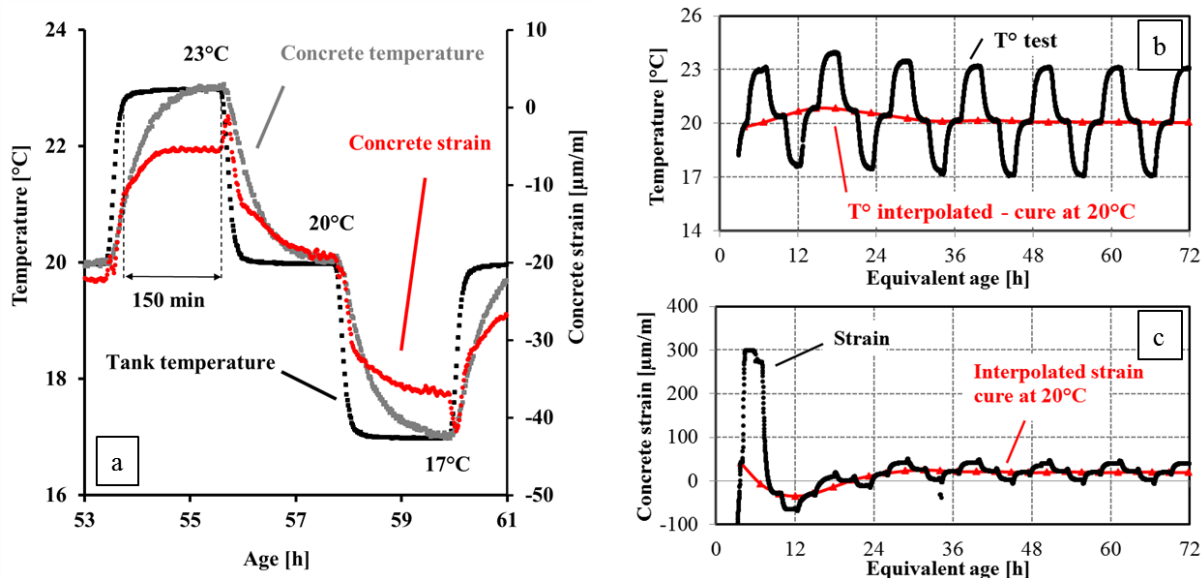 24
22
20
18
16
Temperature [°C]
10
0
-10
-20
-30
-40
-50
Concrete strain [µm/m]
23°C
Concrete temperature
Concrete strain
20°C
150 min
Tank temperature
17°C
a
53
55
57
59
61
Age [h]
26
23
20
17
14
Temperature [°C]
T° test
b
T° interpolated - cure at 20°C
0
12
24
36
48
60
72
Equivalent age [h]
400
300
200
100
0
-100
Concrete strain [µm/m]
Strain
c
Interpolated strain
cure at 20°C
0
12
24
36
48
60
72
Equivalent age [h]